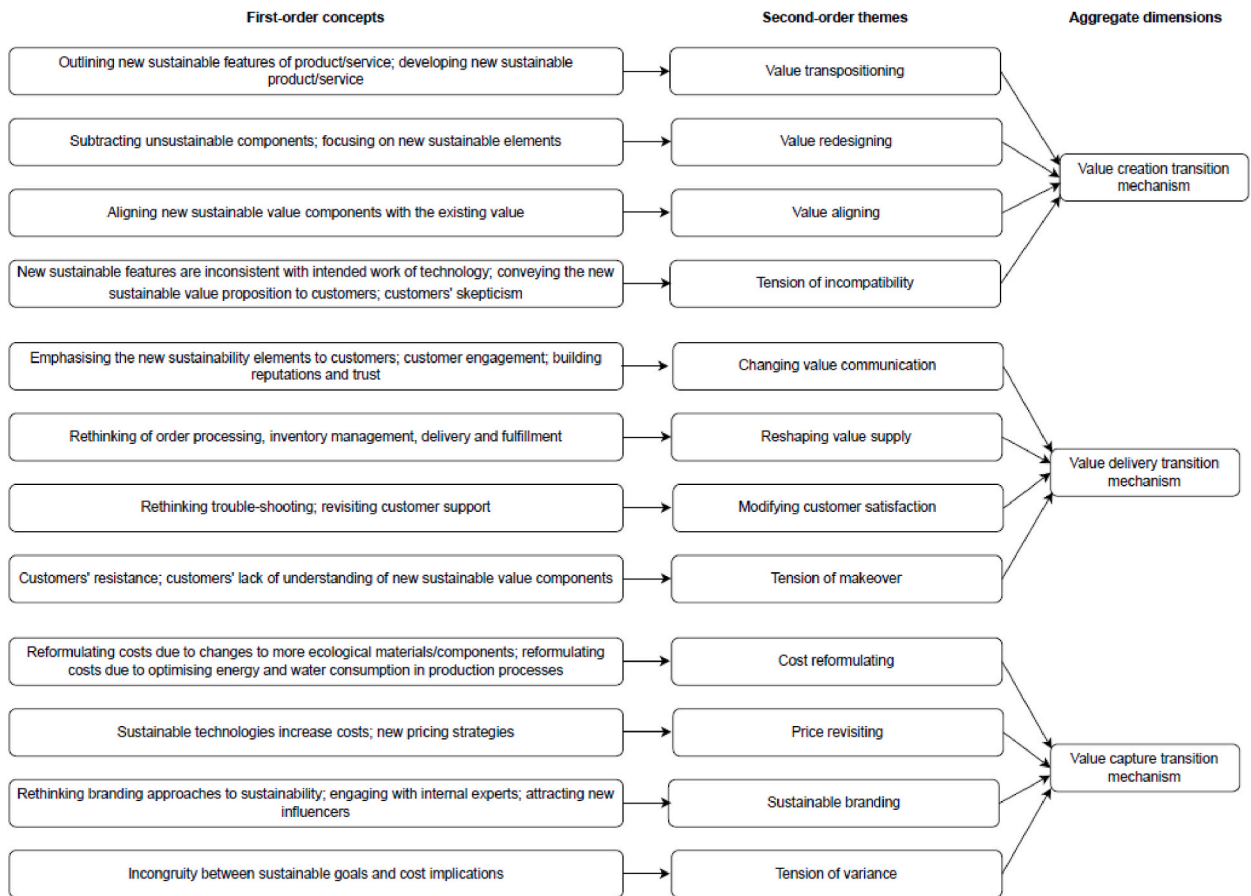 First-order concepts
Second-order themes
Aggregate dimensions
Outlining new sustainable features of product/service; developing new sustainable
product/service
Value transpositioning
Subtracting unsustainable components; focusing on new sustainable elements
Value redesigning
Value creation transition
mechanism
Aligning new sustainable value components with the existing value
Value aligning
New sustainable features are inconsistent with intended work of technology; conveying the new
sustainable value proposition to customers; customers' skepticism
Tension of incompatibility
Emphasising the new sustainability elements to customers; customer engagement; building
reputations and trust
Changing value communication
Rethinking of order processing, inventory management, delivery and fulfillment
Reshaping value supply
Value delivery transition
mechanism
Rethinking trouble-shooting; revisiting customer support
Modifying customer satisfaction
Customers' resistance; customers' lack of understanding of new sustainable value components
Tension of makeover
Reformulating costs due to changes to more ecological materials/components; reformulating
costs due to optimising energy and water consumption in production processes
Cost reformulating
Sustainable technologies increase costs; new pricing strategies
Price revisiting
Value capture transition
mechanism
Rethinking branding approaches to sustainability; engaging with internal experts; attracting new
influencers
Sustainable branding
Incongruity between sustainable goals and cost implications
Tension of variance